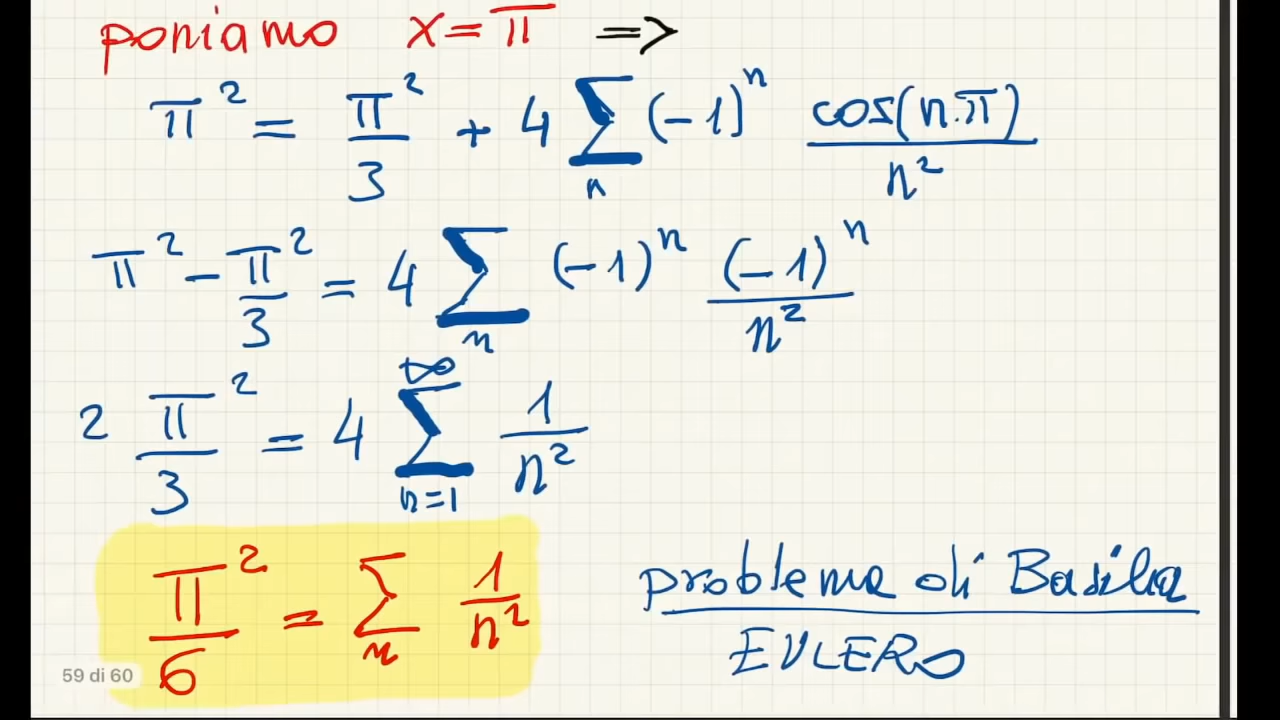 poniamo x = π =>
π² = π²/3 + 4 ∑ₙ (-1)ⁿ cos(n.π)/n²
π² - π²/3 = 4 ∑ₙ (-1)ⁿ (-1)ⁿ/n²
2 π²/3 = 4 ∑ₙ₌₁^∞ 1/n²
π²/6 = ∑ₙ 1/n²
problema di Basilea
EULERO
59 di 60